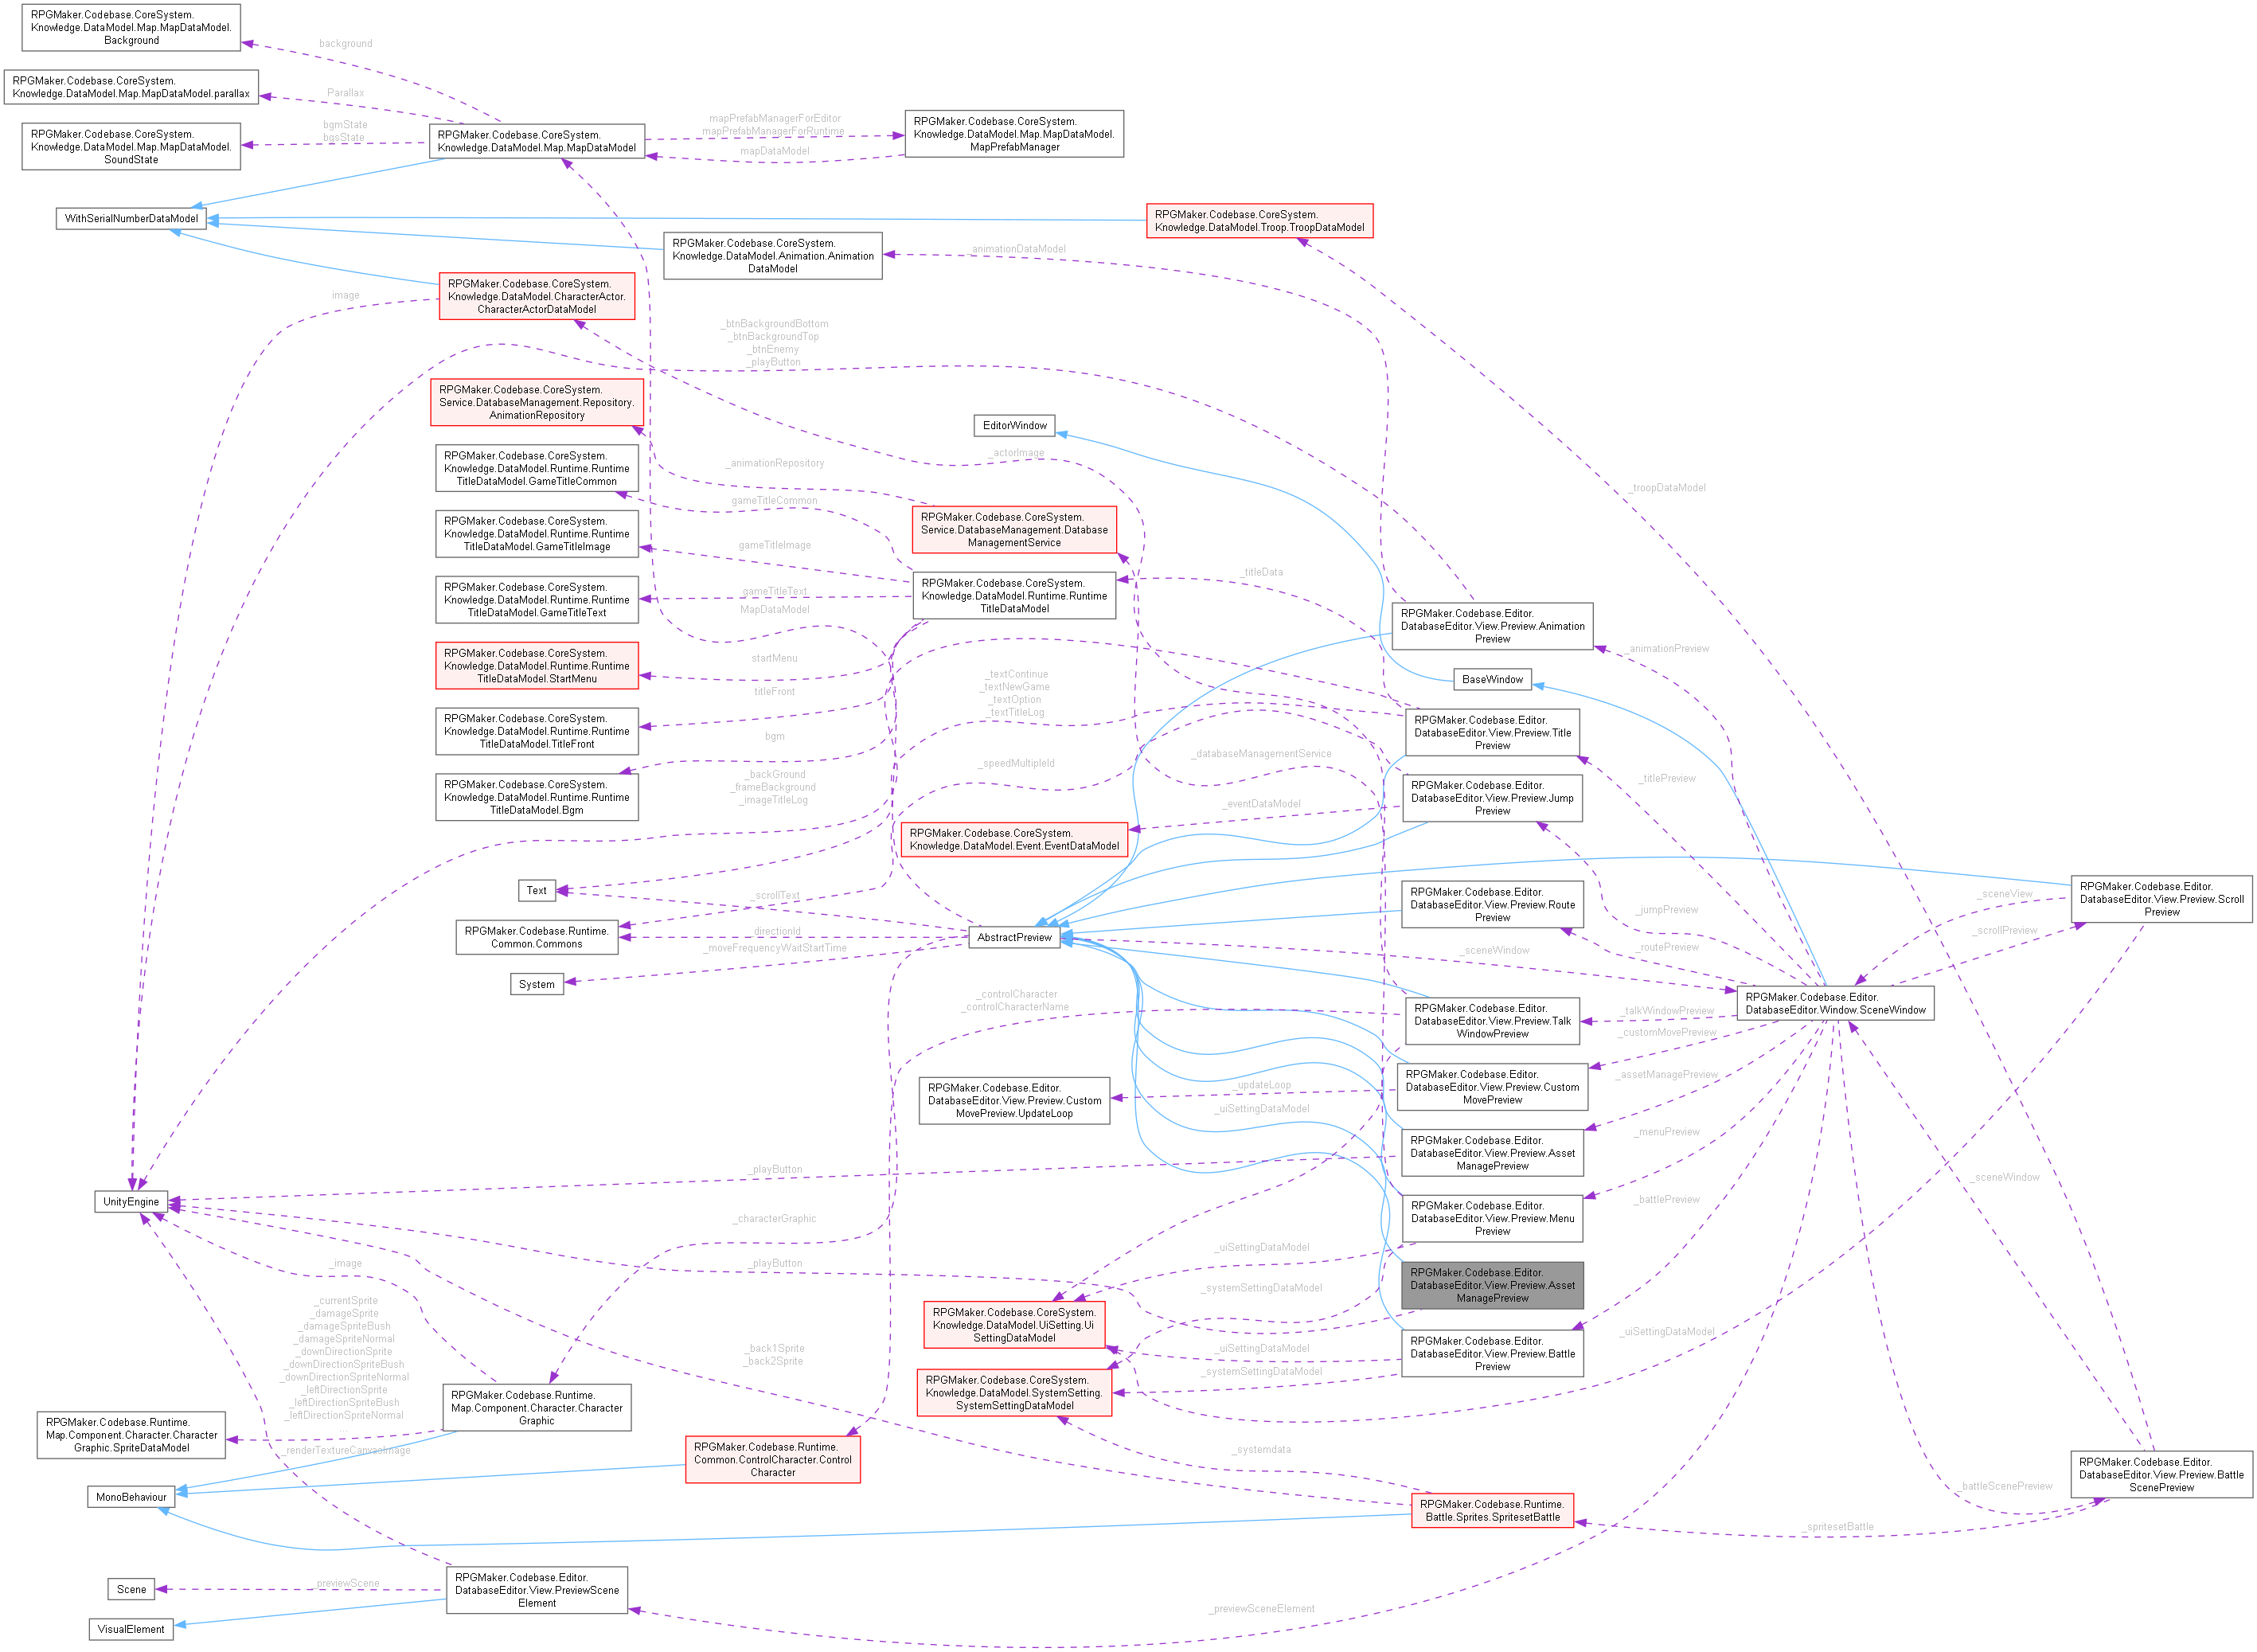 RPGMaker.Codebase.CoreSystem.
Knowledge.DataModel.Map.MapDataModel.
Background
background
RPGMaker.Codebase.CoreSystem.
Knowledge.DataModel.Map.MapDataModel.parallax
Parallax
RPGMaker.Codebase.CoreSystem.
Knowledge.DataModel.Map.MapDataModel.
SoundState
bgmState
bgsState
RPGMaker.Codebase.CoreSystem.
Knowledge.DataModel.Map.MapDataModel
mapPrefabManagerForEditor
mapPrefabManagerForRuntime
mapDataModel
RPGMaker.Codebase.CoreSystem.
Knowledge.DataModel.Map.MapDataModel.
MapPrefabManager
WithSerialNumberDataModel
RPGMaker.Codebase.CoreSystem.
Knowledge.DataModel.Troop.TroopDataModel
RPGMaker.Codebase.CoreSystem.
Knowledge.DataModel.Animation.Animation
DataModel
_animationDataModel
RPGMaker.Codebase.CoreSystem.
Knowledge.DataModel.CharacterActor.
CharacterActorDataModel
image
_btnBackgroundBottom
_btnBackgroundTop
_btnEnemy
_playButton
RPGMaker.Codebase.CoreSystem.
Service.DatabaseManagement.Repository.
AnimationRepository
EditorWindow
_actorImage
_animationRepository
RPGMaker.Codebase.CoreSystem.
Knowledge.DataModel.Runtime.Runtime
TitleDataModel.GameTitleCommon
gameTitleCommon
_troopDataModel
RPGMaker.Codebase.CoreSystem.
Service.DatabaseManagement.Database
ManagementService
RPGMaker.Codebase.CoreSystem.
Knowledge.DataModel.Runtime.Runtime
TitleDataModel.GameTitleImage
gameTitleImage
_titleData
RPGMaker.Codebase.CoreSystem.
Knowledge.DataModel.Runtime.Runtime
TitleDataModel.GameTitleText
gameTitleText
MapDataModel
RPGMaker.Codebase.CoreSystem.
Knowledge.DataModel.Runtime.Runtime
TitleDataModel
RPGMaker.Codebase.Editor.
DatabaseEditor.View.Preview.Animation
Preview
_animationPreview
RPGMaker.Codebase.CoreSystem.
Knowledge.DataModel.Runtime.Runtime
TitleDataModel.StartMenu
startMenu
titleFront
_textContinue
_textNewGame
_textOption
_textTitleLog
BaseWindow
RPGMaker.Codebase.CoreSystem.
Knowledge.DataModel.Runtime.Runtime
TitleDataModel.TitleFront
RPGMaker.Codebase.Editor.
DatabaseEditor.View.Preview.Title
Preview
bgm
_databaseManagementService
_speedMultipleId
_titlePreview
RPGMaker.Codebase.CoreSystem.
Knowledge.DataModel.Runtime.Runtime
TitleDataModel.Bgm
_backGround
_frameBackground
_imageTitleLog
RPGMaker.Codebase.Editor.
DatabaseEditor.View.Preview.Jump
Preview
_eventDataModel
RPGMaker.Codebase.CoreSystem.
Knowledge.DataModel.Event.EventDataModel
Text
_scrollText
RPGMaker.Codebase.Editor.
DatabaseEditor.View.Preview.Route
Preview
_jumpPreview
_sceneView
RPGMaker.Codebase.Editor.
DatabaseEditor.View.Preview.Scroll
Preview
RPGMaker.Codebase.Runtime.
Common.Commons
_directionId
AbstractPreview
_sceneWindow
_routePreview
_scrollPreview
System
_moveFrequencyWaitStartTime
_controlCharacter
_controlCharacterName
RPGMaker.Codebase.Editor.
DatabaseEditor.View.Preview.Talk
WindowPreview
_talkWindowPreview
_customMovePreview
RPGMaker.Codebase.Editor.
DatabaseEditor.Window.SceneWindow
RPGMaker.Codebase.Editor.
DatabaseEditor.View.Preview.Custom
MovePreview.UpdateLoop
_updateLoop
_uiSettingDataModel
RPGMaker.Codebase.Editor.
DatabaseEditor.View.Preview.Custom
MovePreview
_assetManagePreview
RPGMaker.Codebase.Editor.
DatabaseEditor.View.Preview.Asset
ManagePreview
_menuPreview
_playButton
UnityEngine
RPGMaker.Codebase.Editor.
DatabaseEditor.View.Preview.Menu
Preview
_battlePreview
_sceneWindow
_characterGraphic
_uiSettingDataModel
_image
_playButton
_systemSettingDataModel
RPGMaker.Codebase.Editor.
DatabaseEditor.View.Preview.Asset
ManagePreview
_currentSprite
_damageSprite
_damageSpriteBush
_damageSpriteNormal
_downDirectionSprite
_downDirectionSpriteBush
_downDirectionSpriteNormal
_leftDirectionSprite
_leftDirectionSpriteBush
_leftDirectionSpriteNormal
...
RPGMaker.Codebase.CoreSystem.
Knowledge.DataModel.UiSetting.Ui
SettingDataModel
_uiSettingDataModel
_systemSettingDataModel
RPGMaker.Codebase.Editor.
DatabaseEditor.View.Preview.Battle
Preview
_uiSettingDataModel
_back1Sprite
_back2Sprite
RPGMaker.Codebase.CoreSystem.
Knowledge.DataModel.SystemSetting.
SystemSettingDataModel
RPGMaker.Codebase.Runtime.
Map.Component.Character.Character
Graphic
RPGMaker.Codebase.Runtime.
Map.Component.Character.Character
Graphic.SpriteDataModel
_renderTextureCanvasImage
RPGMaker.Codebase.Runtime.
Common.ControlCharacter.Control
Character
_systemdata
MonoBehaviour
RPGMaker.Codebase.Runtime.
Battle.Sprites.SpritesetBattle
_spritesetBattle
_battleScenePreview
RPGMaker.Codebase.Editor.
DatabaseEditor.View.Preview.Battle
ScenePreview
Scene
_previewScene
RPGMaker.Codebase.Editor.
DatabaseEditor.View.PreviewScene
Element
_previewSceneElement
VisualElement